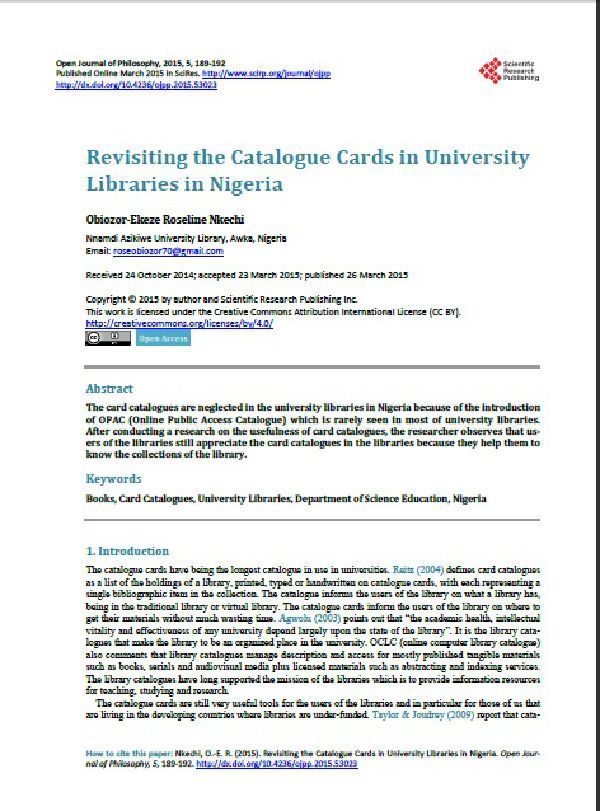 Open Journal of Philosophy, 2015, 5, 189-192
Published Online March 2015 in SciRes. http://www.scirp.org/journal/ojpp
http://dx.doi.org/10.4236/ojpp.2015.53023
Scientific
Research
Publishing
Revisiting the Catalogue Cards in University
Libraries in Nigeria
Obiozor-Ekeze Roseline Nkechi
Nnamdi Azikiwe University Library, Awka, Nigeria
Email: roseobiozor70@gmail.com
Received 24 October 2014; accepted 23 March 2015; published 26 March 2015
Copyright © 2015 by author and Scientific Research Publishing Inc.
This work is licensed under the Creative Commons Attribution International License (CC BY).
http://creativecommons.org/licenses/by/4.0/
cc Open Access
Abstract
The card catalogues are neglected in the university libraries in Nigeria because of the introduction
of OPAC (Online Public Access Catalogue) which is rarely seen in most of university libraries.
After conducting a research on the usefulness of card catalogues, the researcher observes that us-
ers of the libraries still appreciate the card catalogues in the libraries because they help them to
know the collections of the library.
Keywords
Books, Card Catalogues, University Libraries, Department of Science Education, Nigeria
1. Introduction
The catalogue cards have being the longest catalogue in use in universities. Reitz (2004) defines card catalogues
as a list of the holdings of a library, printed, typed or handwritten on catalogue cards, with each representing a
single bibliographic item in the collection. The catalogue informs the users of the library on what a library has,
being in the traditional library or virtual library. The catalogue cards inform the users of the library on where to
get their materials without much wasting time. Agwolu (2003) points out that “the academic health, intellectual
vitality and effectiveness of any university depend largely upon the state of the library”. It is the library cata-
logues that make the library to be an organized place in the university. OCLC (online computer library catalogue)
also comments that library catalogues manage description and access for mostly published tangible materials
such as books, serials and audiovisual media plus licensed materials such as abstracting and indexing services.
The library catalogues have long supported the mission of the libraries which is to provide information resources
for teaching, studying and research.
The catalogue cards are still very useful tools for the users of the libraries and in particular for those of us that
are living in the developing countries where libraries are under-funded. Taylor & Joudrey (2009) report that cata-
How to cite this paper: Nkechi, O.-E. R. (2015). Revisiting the Catalogue Cards in University Libraries in Nigeria. Open Jour-
nal of Philosophy, 5, 189-192. http://dx.doi.org/10.4236/ojpp.2015.53023